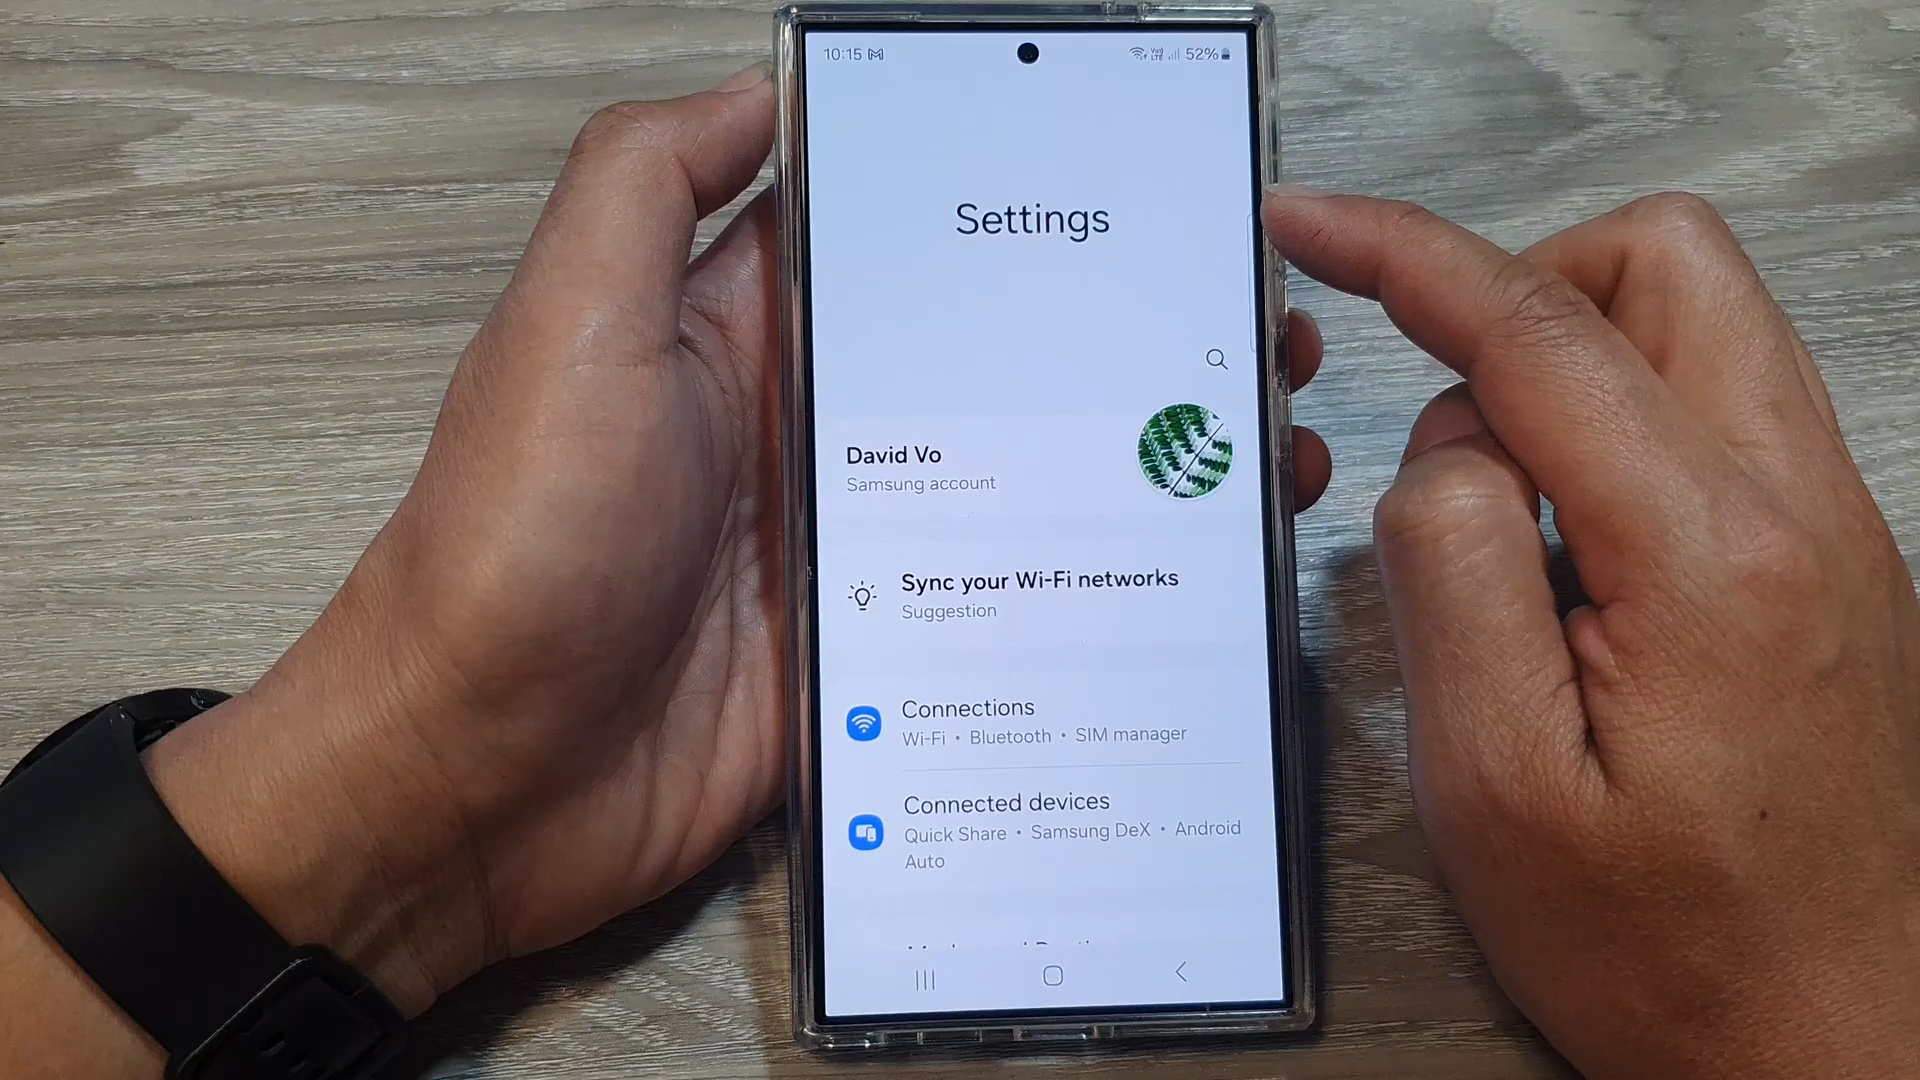 10:15 52%
Settings
David Vo
Samsung account
Sync your Wi-Fi networks
Suggestion
Connections
Wi-Fi • Bluetooth • SIM manager
Connected devices
Quick Share • Samsung DeX • Android
Auto